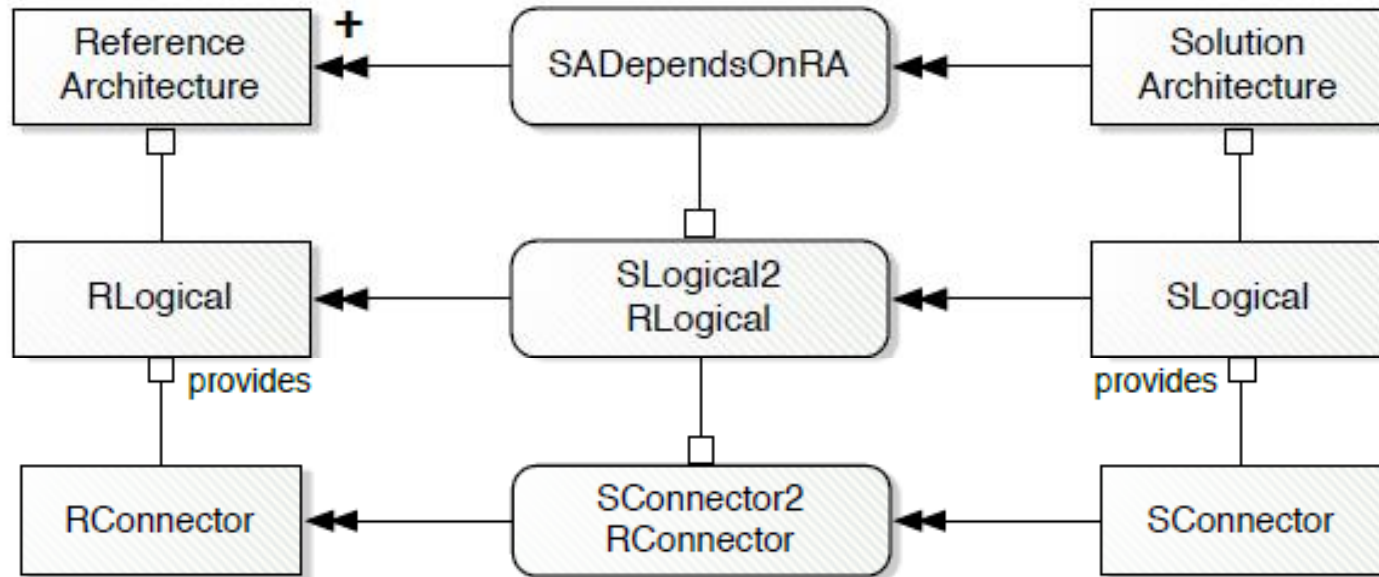 Reference
Architecture
+
SADependsOnRA
Solution
Architecture
RLogical
provides
SLogical2
RLogical
SLogical
provides
RConnector
SConnector2
RConnector
SConnector